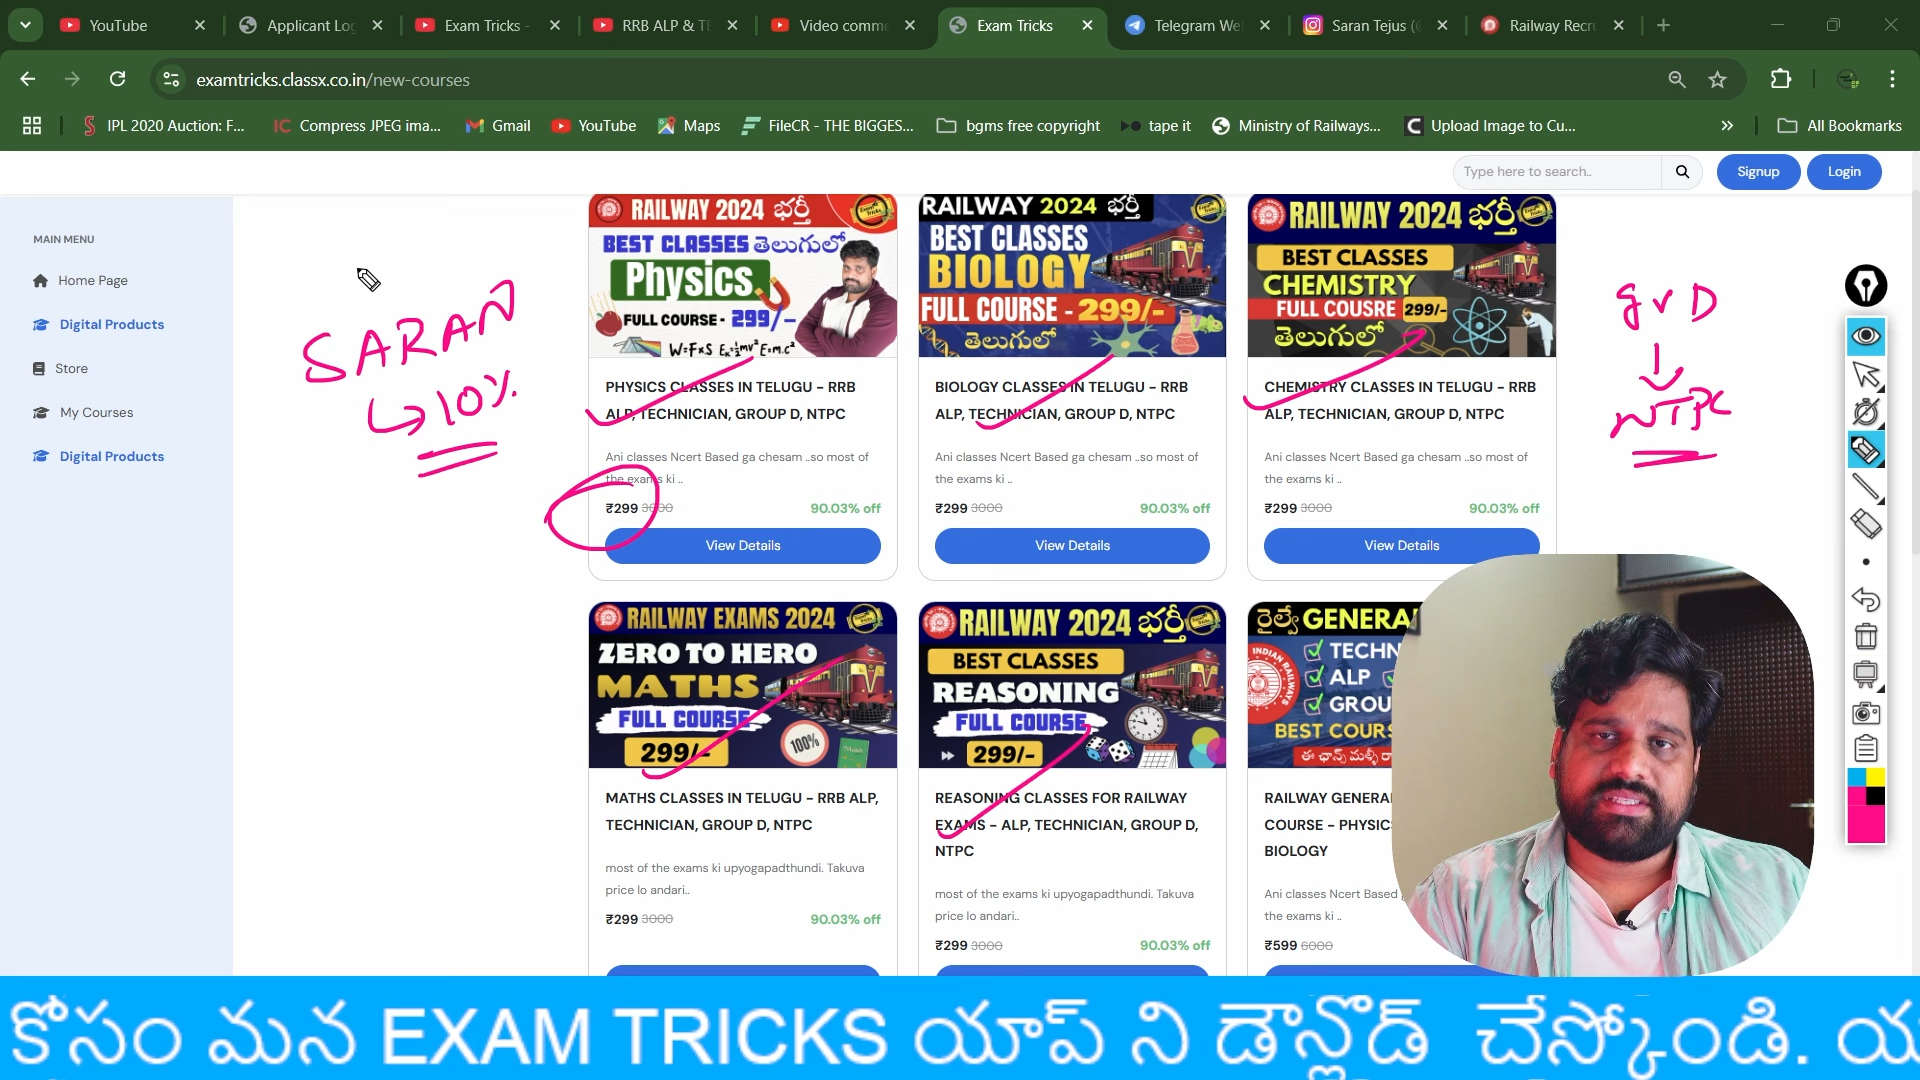 YouTube
Applicant Log
Exam Tricks -
RRB ALP & TE
Video comme
Exam Tricks
Telegram We
Saran Tejus (
Railway Recru
examtricks.classx.co.in/new-courses
IPL 2020 Auction: F...
Compress JPEG ima...
Gmail
YouTube
Maps
FileCR - THE BIGGES...
bgms free copyright
tape it
Ministry of Railways...
Upload Image to Cu...
All Bookmarks
Type here to search..
Signup
Login
MAIN MENU
Home Page
Digital Products
Store
My Courses
Digital Products
SARAN
10%
RAILWAY 2024 భర్తీ
BEST CLASSES తెలుగులో
Physics
FULL COURSE - 299/-
PHYSICS CLASSES IN TELUGU - RRB
ALP, TECHNICIAN, GROUP D, NTPC
Ani classes Ncert Based ga chesam ..so most of
the exams ki ..
₹299 3000
90.03% off
View Details
RAILWAY 2024 భర్తీ
BEST CLASSES
BIOLOGY
FULL COURSE - 299/-
తెలుగులో
BIOLOGY CLASSES IN TELUGU - RRB
ALP, TECHNICIAN, GROUP D, NTPC
Ani classes Ncert Based ga chesam ..so most of
the exams ki ..
₹299 3000
90.03% off
View Details
RAILWAY 2024 భర్తీ
BEST CLASSES
CHEMISTRY
FULL COUSRE 299/-
తెలుగులో
CHEMISTRY CLASSES IN TELUGU - RRB
ALP, TECHNICIAN, GROUP D, NTPC
Ani classes Ncert Based ga chesam ..so most of
the exams ki ..
₹299 3000
90.03% off
View Details
grD
NTPC
RAILWAY EXAMS 2024
ZERO TO HERO
MATHS
FULL COURSE
299/-
100%
MATHS CLASSES IN TELUGU - RRB ALP,
TECHNICIAN, GROUP D, NTPC
most of the exams ki upyogapadthundi. Takuva
price lo andari..
₹299 3000
90.03% off
RAILWAY 2024 భర్తీ
BEST CLASSES
REASONING
FULL COURSE
299/-
REASONING CLASSES FOR RAILWAY
EXAMS - ALP, TECHNICIAN, GROUP D,
NTPC
most of the exams ki upyogapadthundi. Takuva
price lo andari..
₹299 3000
90.03% off
రైల్వే GENERA
INDIAN RAILWAYS
TECHN
ALP
GROU
BEST COURS
ఈ ఛాన్స్ మళ్ళీ రా
RAILWAY GENERA
COURSE - PHYSIC
BIOLOGY
Ani classes Ncert Based
the exams ki ..
₹599 6000
కోసం మన EXAM TRICKS యాప్ ని డౌన్లొడ్ చేస్కోండి. య